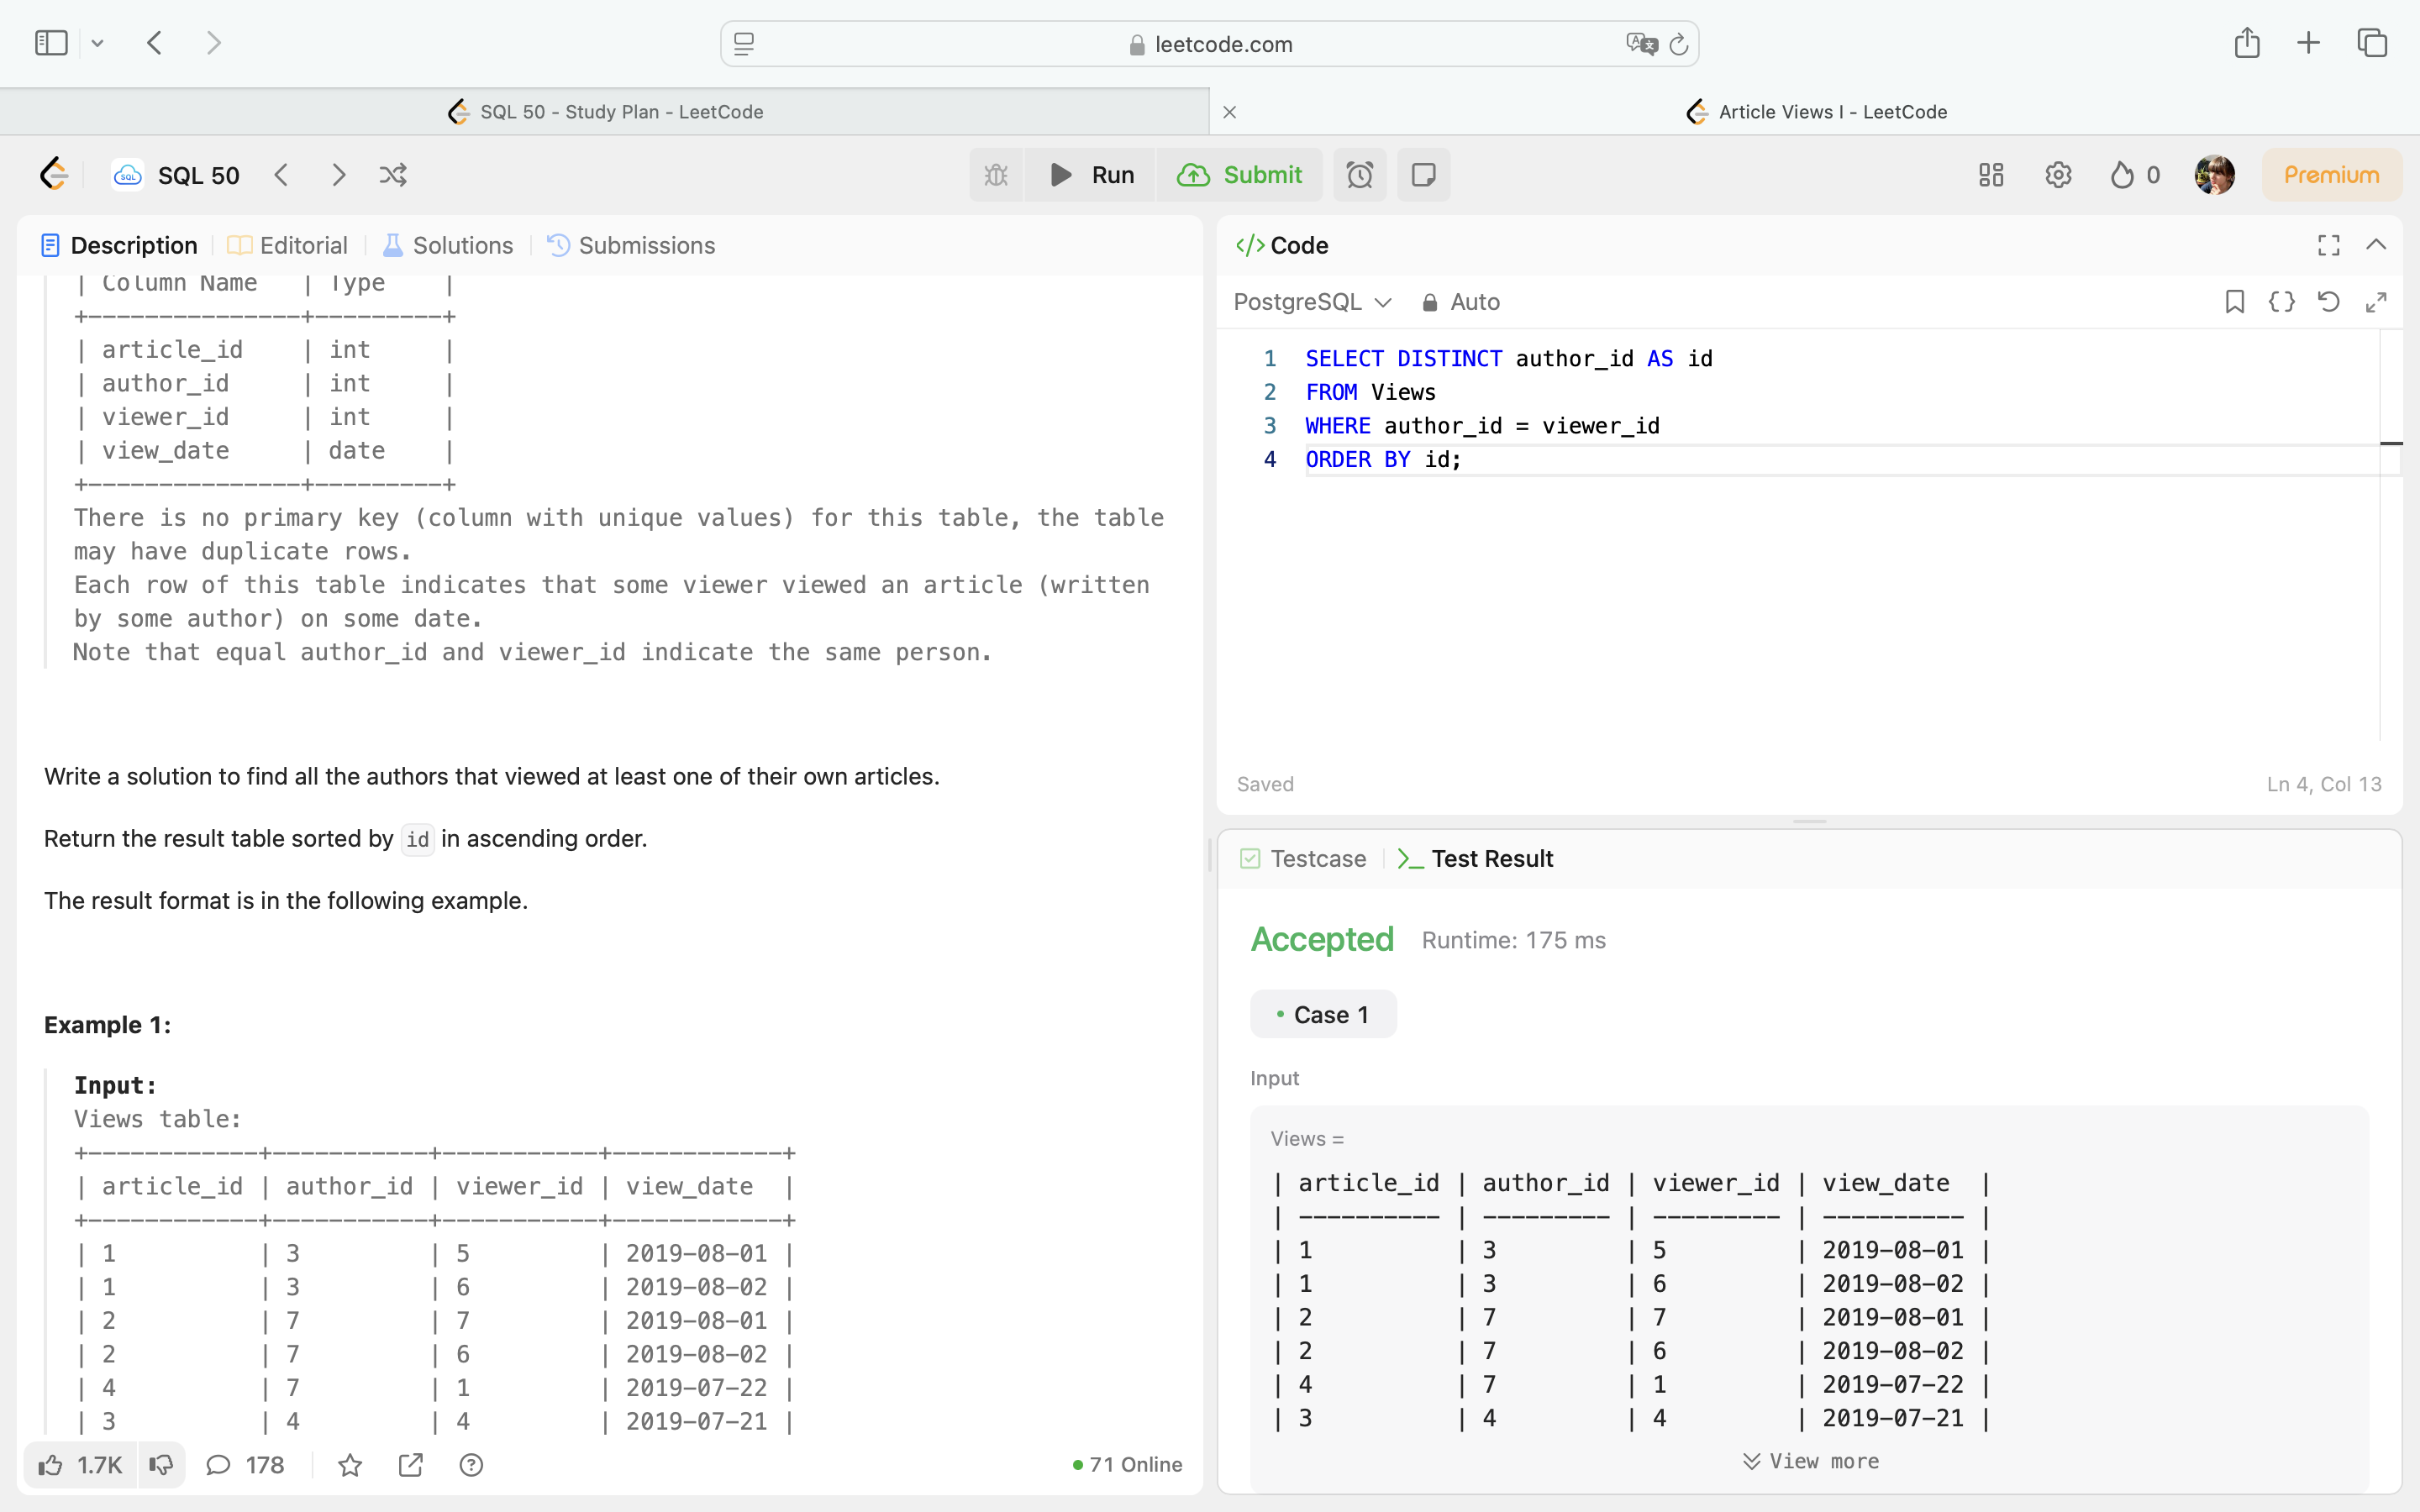 leetcode.com
SQL 50 - Study Plan - LeetCode
Article Views I - LeetCode
SQL 50
Run
Submit
0
Premium
Description
Editorial
Solutions
Submissions
| Column Name | Type |
+---------------+---------+
| article_id | int |
| author_id | int |
| viewer_id | int |
| view_date | date |
+---------------+---------+
There is no primary key (column with unique values) for this table, the table
may have duplicate rows.
Each row of this table indicates that some viewer viewed an article (written
by some author) on some date.
Note that equal author_id and viewer_id indicate the same person.
Write a solution to find all the authors that viewed at least one of their own articles.
Return the result table sorted by id in ascending order.
The result format is in the following example.
Example 1:
Input:
Views table:
+------------+-----------+-----------+------------+
| article_id | author_id | viewer_id | view_date |
+------------+-----------+-----------+------------+
| 1 | 3 | 5 | 2019-08-01 |
| 1 | 3 | 6 | 2019-08-02 |
| 2 | 7 | 7 | 2019-08-01 |
| 2 | 7 | 6 | 2019-08-02 |
| 4 | 7 | 1 | 2019-07-22 |
| 3 | 4 | 4 | 2019-07-21 |
1.7K
178
71 Online
</> Code
PostgreSQL
Auto
1 SELECT DISTINCT author_id AS id
2 FROM Views
3 WHERE author_id = viewer_id
4 ORDER BY id;
Saved
Ln 4, Col 13
Testcase
Test Result
Accepted
Runtime: 175 ms
• Case 1
Input
Views =
| article_id | author_id | viewer_id | view_date |
| ---------- | --------- | --------- | ---------- |
| 1 | 3 | 5 | 2019-08-01 |
| 1 | 3 | 6 | 2019-08-02 |
| 2 | 7 | 7 | 2019-08-01 |
| 2 | 7 | 6 | 2019-08-02 |
| 4 | 7 | 1 | 2019-07-22 |
| 3 | 4 | 4 | 2019-07-21 |
View more